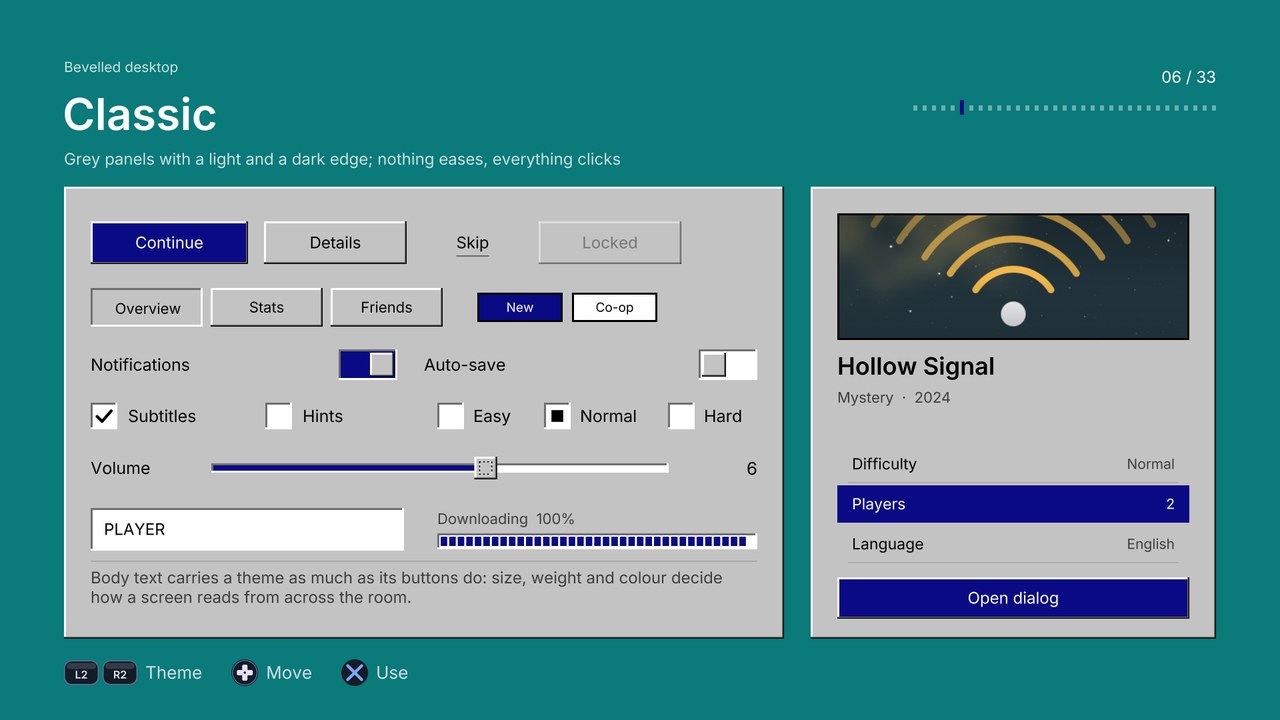 Bevelled desktop
Classic
Grey panels with a light and a dark edge; nothing eases, everything clicks
06 / 33
Continue
Details
Skip
Locked
Overview
Stats
Friends
New
Co-op
Notifications
Auto-save
Subtitles
Hints
Easy
Normal
Hard
Volume
6
PLAYER
Downloading 100%
Body text carries a theme as much as its buttons do: size, weight and colour decide
how a screen reads from across the room.
Hollow Signal
Mystery · 2024
Difficulty Normal
Players 2
Language English
Open dialog
L2 R2 Theme
Move
Use